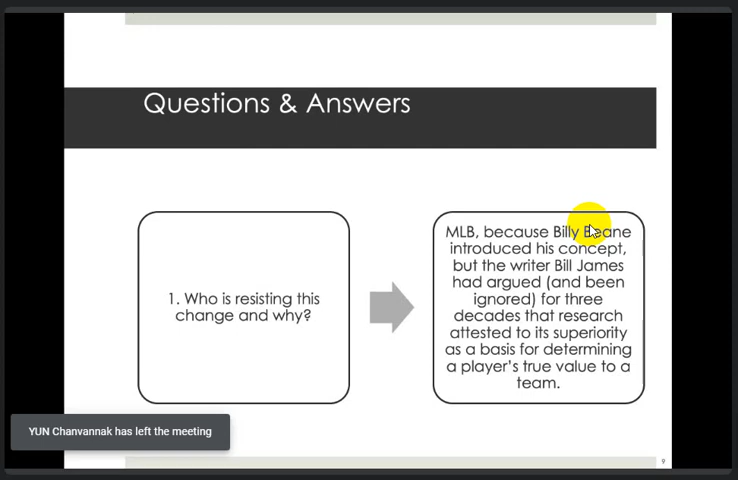 Questions & Answers
1. Who is resisting this
change and why?
MLB, because Billy Beane
introduced his concept,
but the writer Bill James
had argued (and been
ignored) for three
decades that research
attested to its superiority
as a basis for determining
a player's true value to a
team.
YUN Chanvannak has left the meeting
9